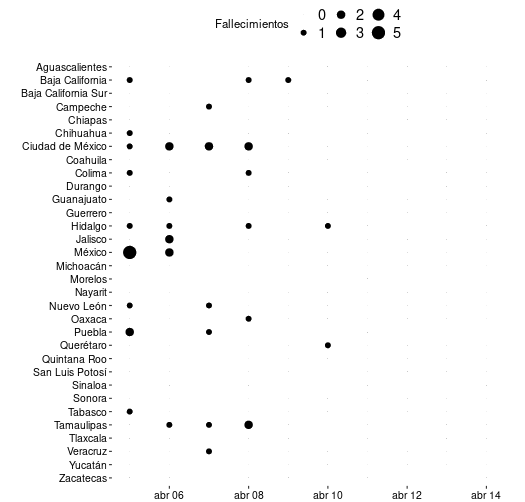 Fallecimientos
0 2 4
1 3 5
Aguascalientes
Baja California
Baja California Sur
Campeche
Chiapas
Chihuahua
Ciudad de México
Coahuila
Colima
Durango
Guanajuato
Guerrero
Hidalgo
Jalisco
México
Michoacán
Morelos
Nayarit
Nuevo León
Oaxaca
Puebla
Querétaro
Quintana Roo
San Luis Potosí
Sinaloa
Sonora
Tabasco
Tamaulipas
Tlaxcala
Veracruz
Yucatán
Zacatecas
abr 06 abr 08 abr 10 abr 12 abr 14